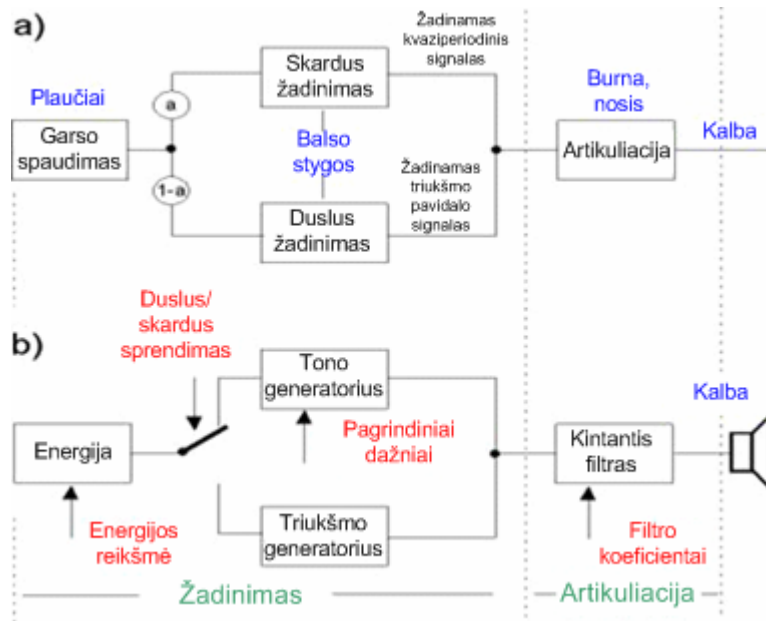 a)
Žadinamas
kvaziperiodinis
signalas
Skardus
žadinimas
Plaučiai
a
Burna,
nosis
Garso
spaudimas
Balso
stygos
Artikuliacija
Kalba
1-a
Žadinamas
triukšmo
pavidalo
signalas
Duslus
žadinimas
b)
Duslus/
skardus
sprendimas
Tono
generatorius
Kalba
Energija
Pagrindiniai
dažniai
Kintantis
filtras
Energijos
reikšmė
Triukšmo
generatorius
Filtro
koeficientai
Žadinimas
Artikuliacija